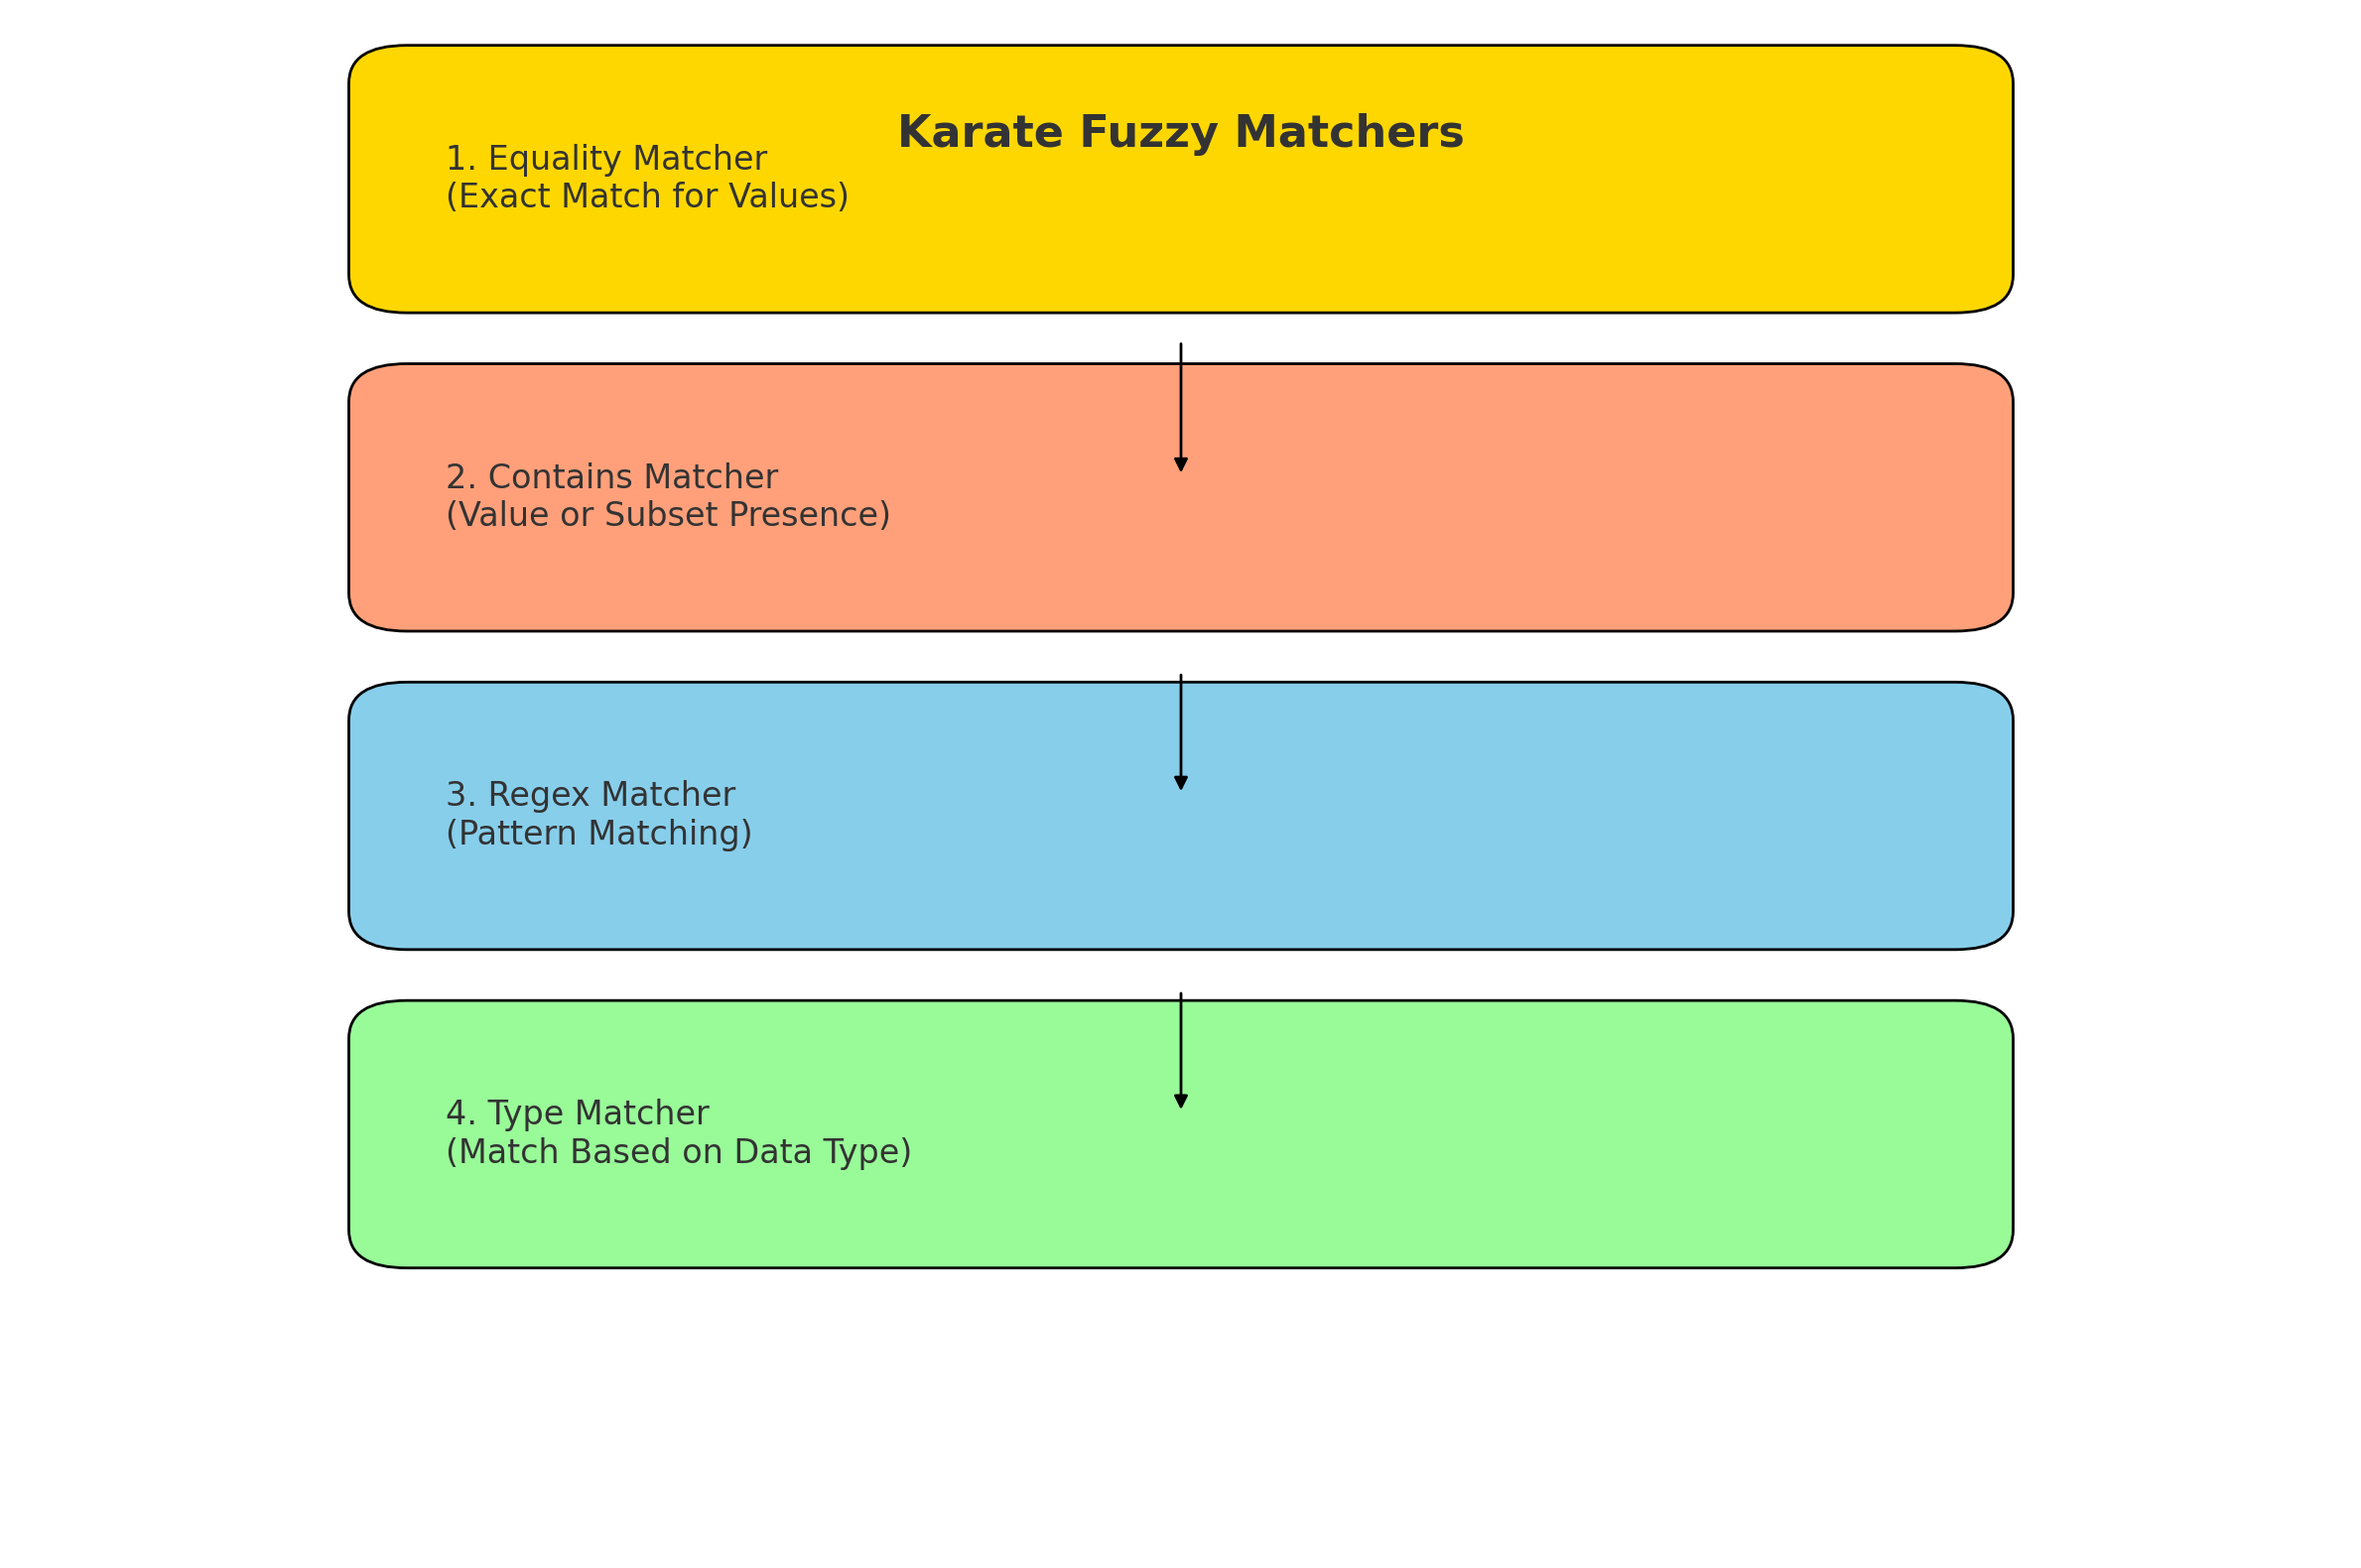 Karate Fuzzy Matchers
1. Equality Matcher
(Exact Match for Values)
2. Contains Matcher
(Value or Subset Presence)
3. Regex Matcher
(Pattern Matching)
4. Type Matcher
(Match Based on Data Type)